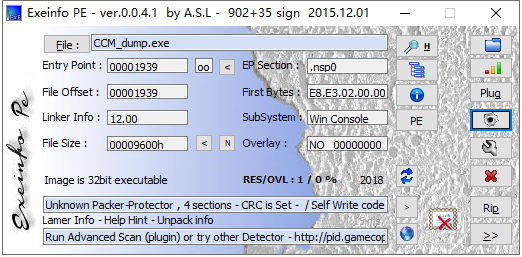 Exeinfo PE - ver.0.0.4.1 by A.S.L - 902+35 sign 2015.12.01
File : CCM_dump.exe H
Entry Point : 00001939 oo < EP Section : .nsp0
File Offset : 00001939 First Bytes : E8.E3.02.00.00 Plug
Linker Info : 12.00 SubSystem : Win Console PE
File Size : 00009600h < N Overlay : NO 00000000
Image is 32bit executable RES/OVL : 1 / 0 % 2018
Unknown Packer-Protector , 4 sections - CRC is Set - / Self Write code > Rip
Lamer Info - Help Hint - Unpack info
Run Advanced Scan (plugin) or try other Detector - http://pid.gamecop >>
Exeinfo Pe